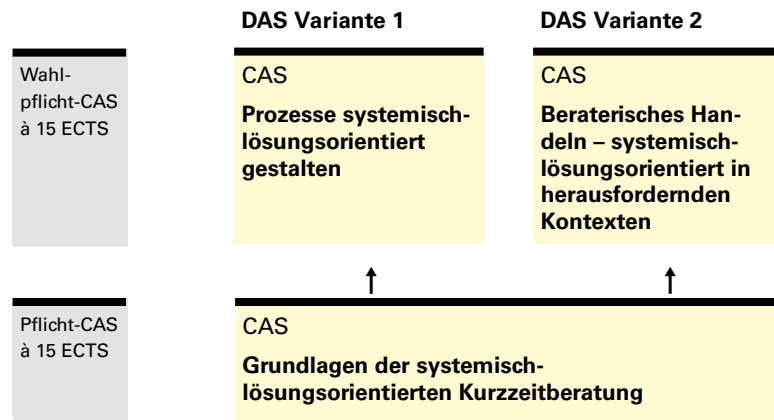 DAS Variante 1
DAS Variante 2
Wahl-
pflicht-CAS
à 15 ECTS
CAS
Prozesse systemisch-
lösungsorientiert
gestalten
CAS
Beraterisches Han-
deln – systemisch-
lösungsorientiert in
herausfordernden
Kontexten
Pflicht-CAS
à 15 ECTS
CAS
Grundlagen der systemisch-
lösungsorientierten Kurzzeitberatung